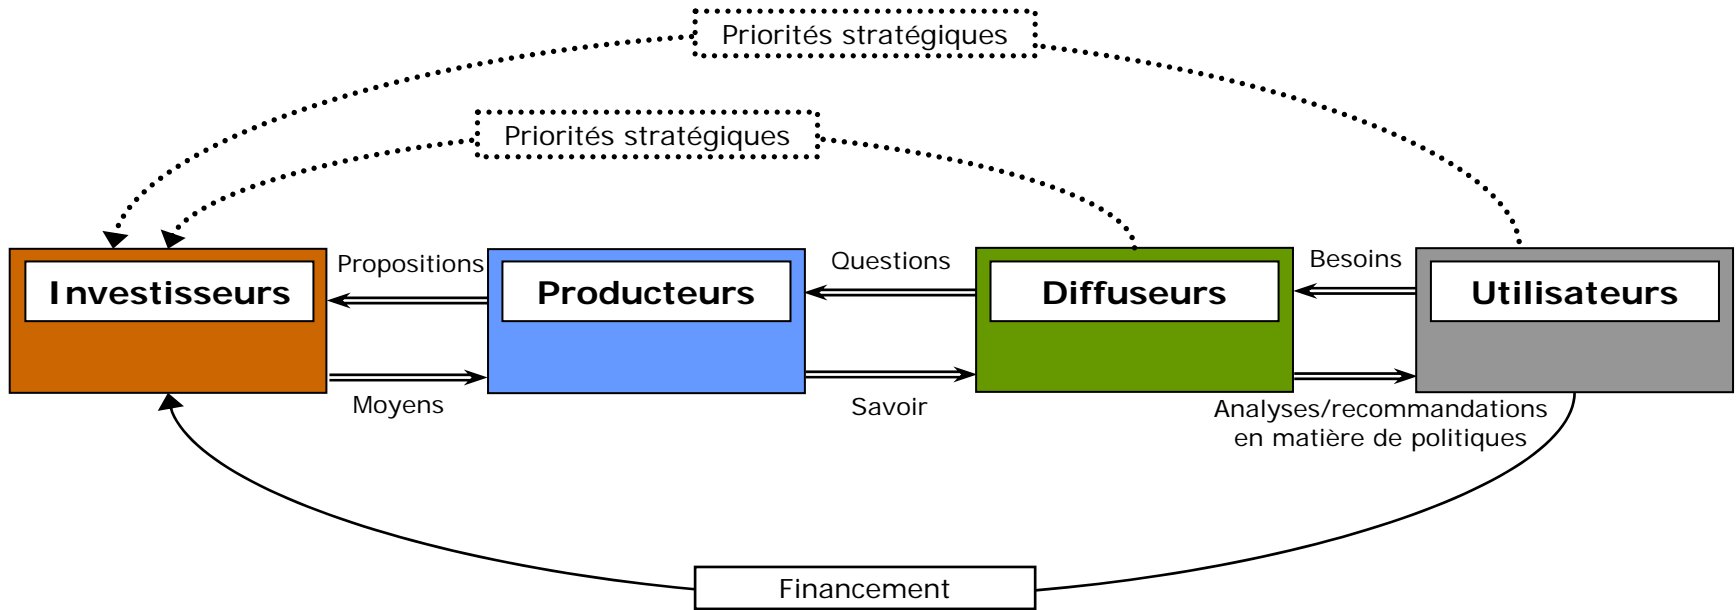 Priorités stratégiques
Priorités stratégiques
Propositions
Questions
Besoins
Investisseurs
Producteurs
Diffuseurs
Utilisateurs
Moyens
Savoir
Analyses/recommandations
en matière de politiques
Financement